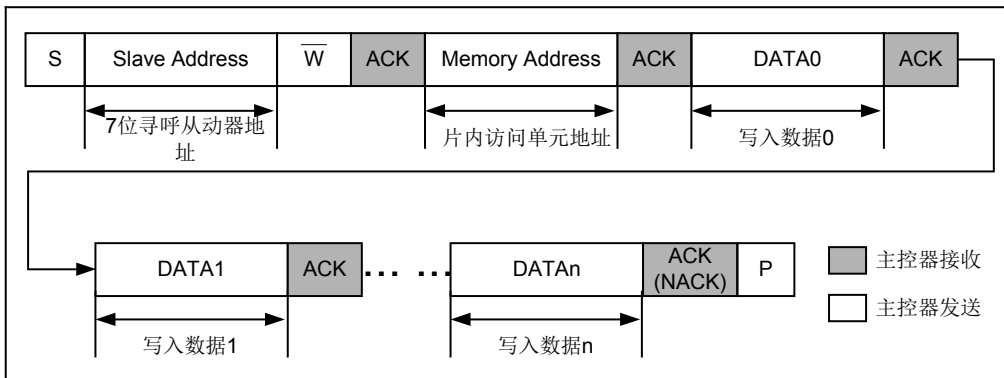 S Slave Address W̅ ACK Memory Address ACK DATA0 ACK
7位寻呼从动器地
址
片内访问单元地址
写入数据0
DATA1 ACK ... ... DATAn ACK
(NACK) P
写入数据1
写入数据n
主控器接收
主控器发送